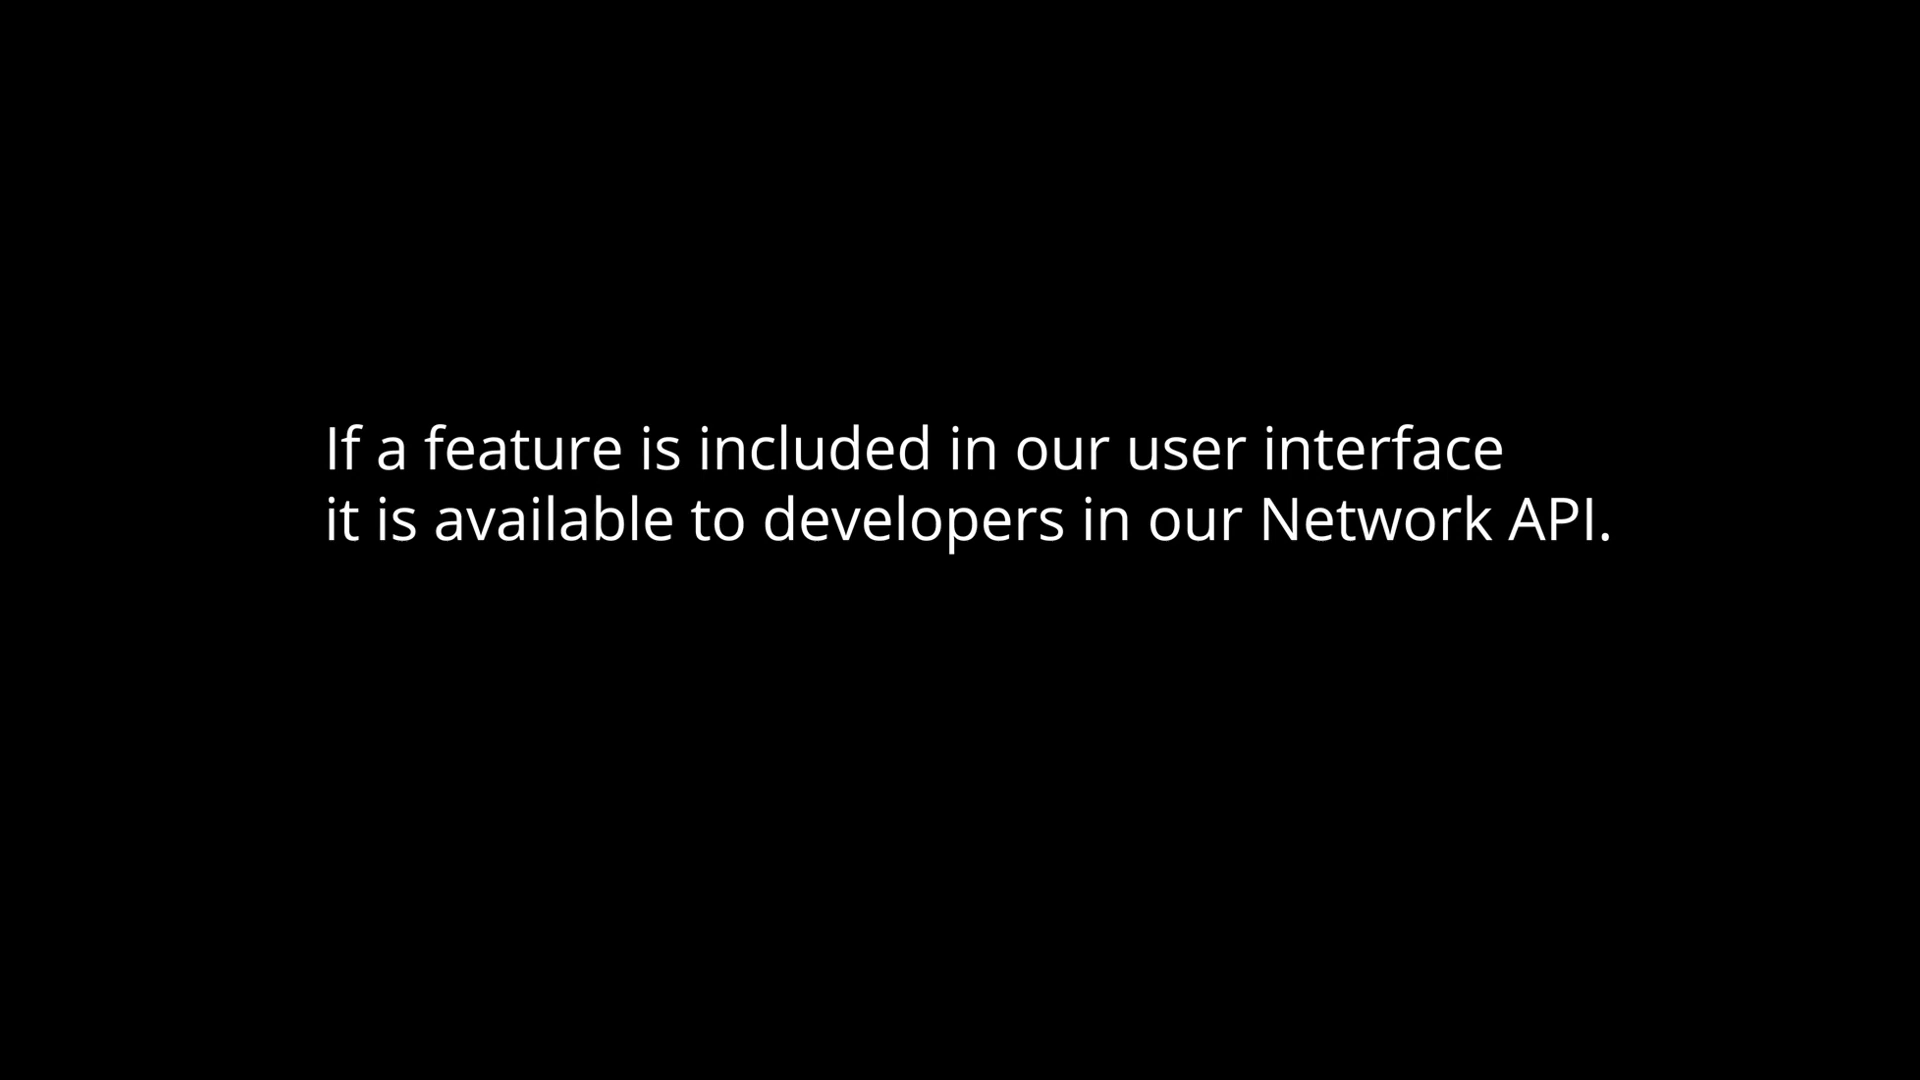 If a feature is included in our user interface
it is available to developers in our Network API.